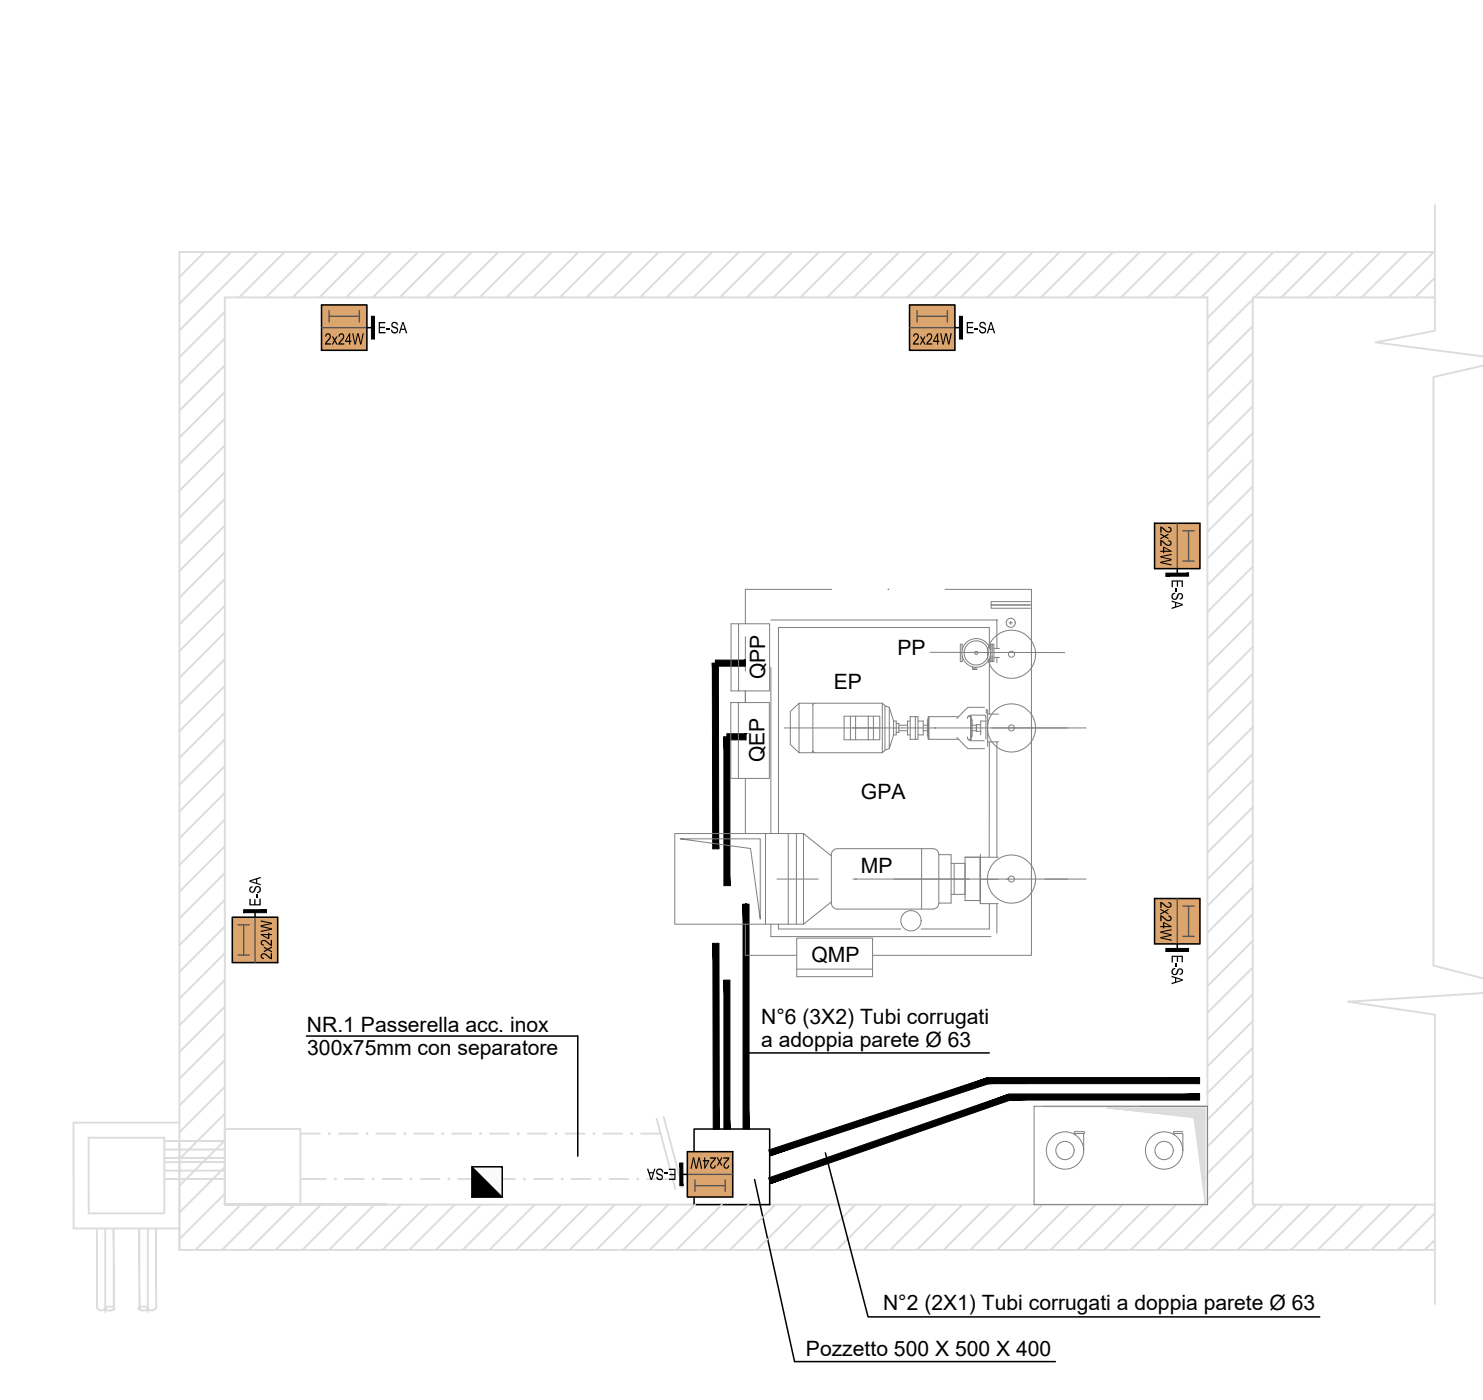 2x24W
E-SA
2x24W
E-SA
2x24W
E-SA
QPP
PP
EP
QEP
GPA
MP
E-SA
2x24W
2x24W
E-SA
QMP
NR.1 Passerella acc. inox
300x75mm con separatore
N°6 (3X2) Tubi corrugati
a adoppia parete Ø 63
E-SA
2x24W
N°2 (2X1) Tubi corrugati a doppia parete Ø 63
Pozzetto 500 X 500 X 400